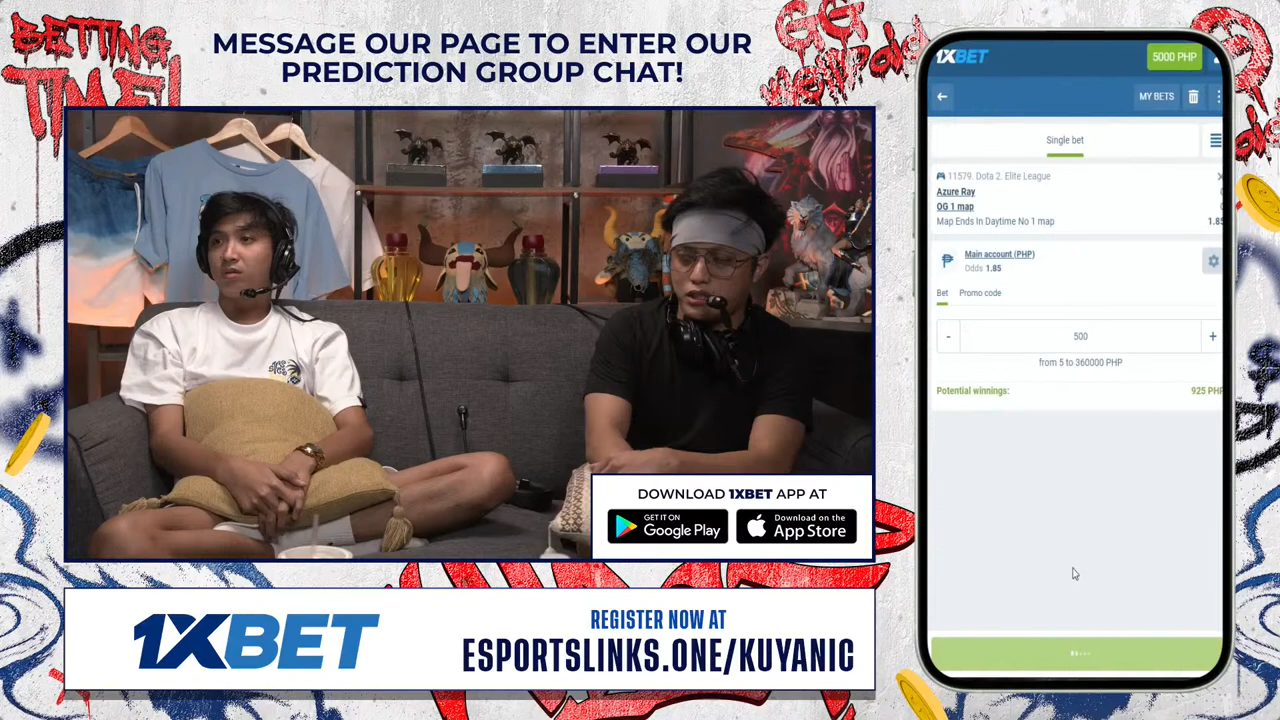 BETTING
TIME!
MESSAGE OUR PAGE TO ENTER OUR
PREDICTION GROUP CHAT!
GG
1XBET
5000 PHP
MY BETS
Single bet
11579. Dota 2. Elite League
Azure Ray
OG 1 map
Map Ends In Daytime No 1 map
1.85
Main account (PHP)
Odds 1.85
Bet
Promo code
-
500
+
from 5 to 360000 PHP
Potential winnings:
925 PHP
DOWNLOAD 1XBET APP AT
GET IT ON
Google Play
Download on the
App Store
1XBET
REGISTER NOW AT
ESPORTSLINKS.ONE/KUYANIC